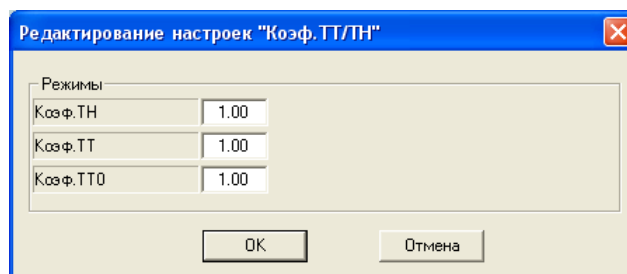 Редактирование настроек "Коэф.ТТ/ТН"
Режимы
Коэф.ТН 1.00
Коэф.ТТ 1.00
Коэф.ТТ0 1.00
ОК Отмена